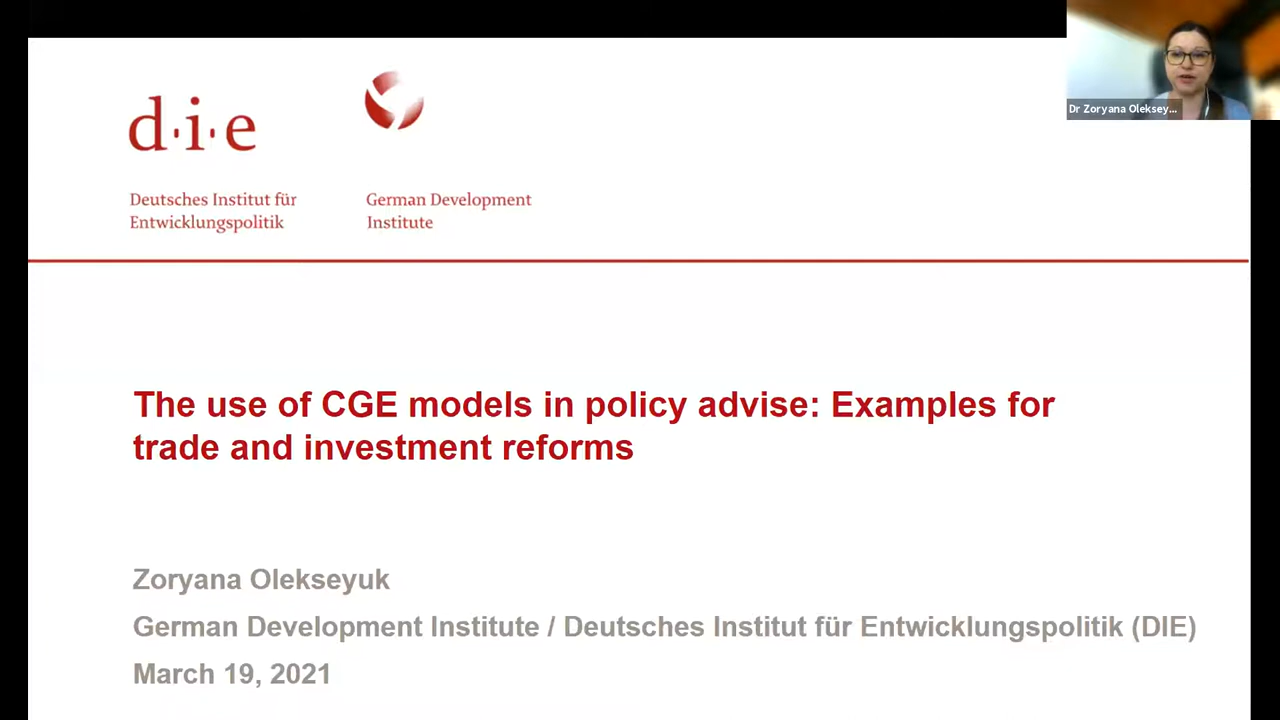 Dr Zoryana Oleksey...
d·i·e
Deutsches Institut für
Entwicklungspolitik
German Development
Institute
The use of CGE models in policy advise: Examples for
trade and investment reforms
Zoryana Olekseyuk
German Development Institute / Deutsches Institut für Entwicklungspolitik (DIE)
March 19, 2021